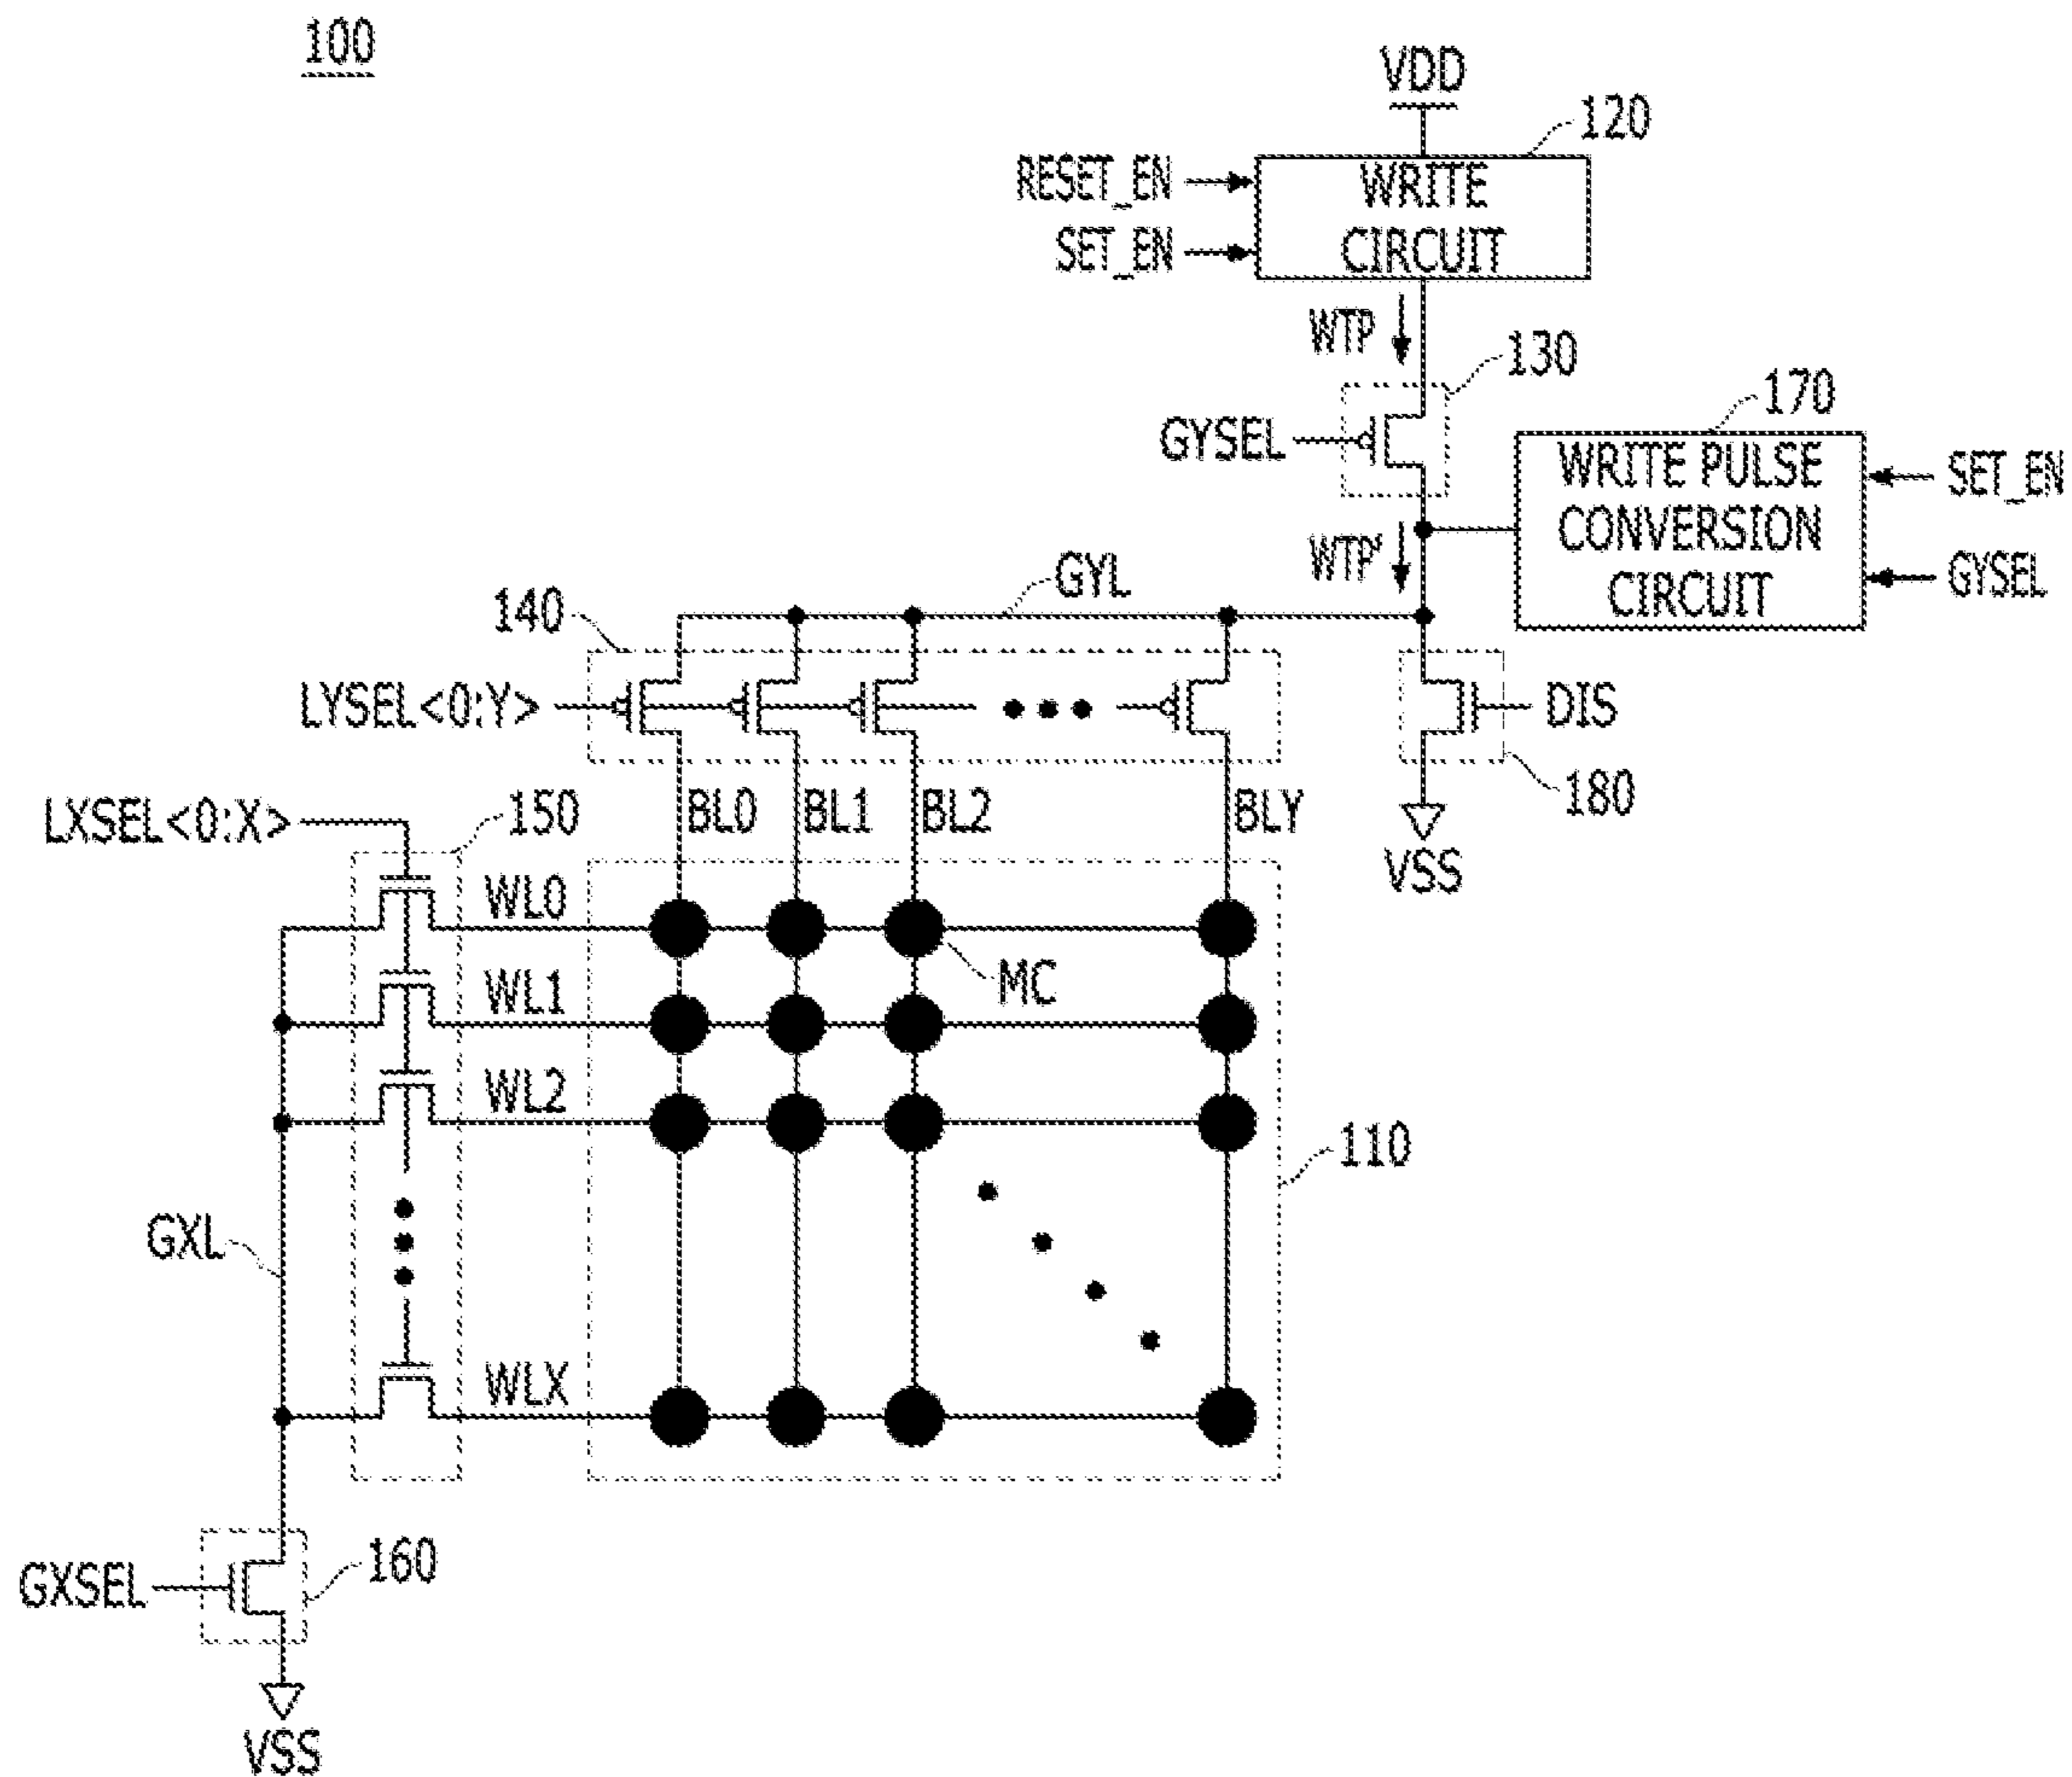 100
VDD
120
RESET_EN
WRITE
CIRCUIT
SET_EN
WTP
130
170
GYSEL
WRITE PULSE
CONVERSION
CIRCUIT
SET_EN
GYSEL
WTP'
GYL
140
LYSEL<0:Y>
DIS
180
VSS
BL0
BL1
BL2
BLY
LXSEL<0:X>
150
WL0
MC
WL1
WL2
110
GXL
WLX
160
GXSEL
VSS